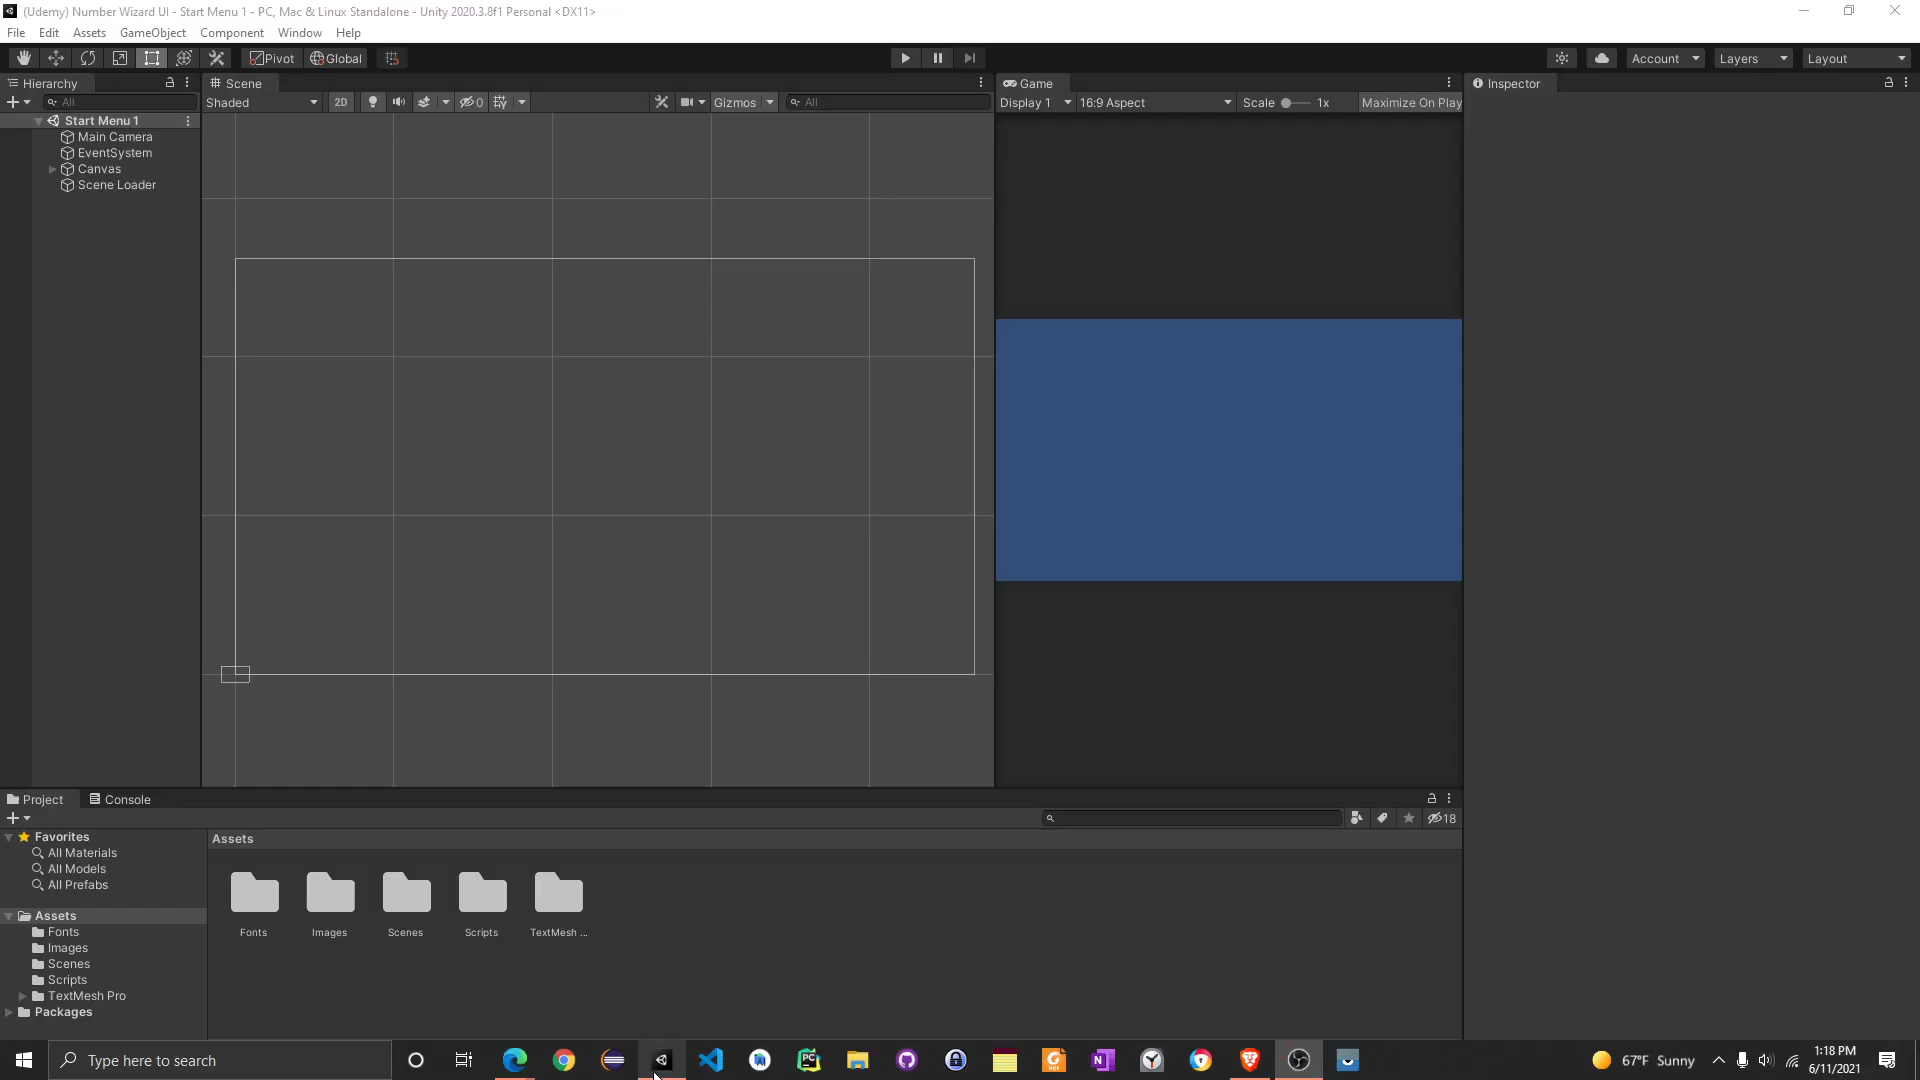 (Udemy) Number Wizard UI - Start Menu 1 - PC, Mac & Linux Standalone - Unity 2020.3.8f1 Personal <DX11>
File Edit Assets GameObject Component Window Help
Pivot Global Account Layers Layout
Hierarchy Scene Game Inspector
All Shaded 2D 0 Gizmos All Display 1 16:9 Aspect Scale 1x Maximize On Play
Start Menu 1
Main Camera
EventSystem
Canvas
Scene Loader
Project Console
18
Favorites
All Materials
All Models
All Prefabs
Assets
Fonts
Images
Scenes
Scripts
TextMesh Pro
Packages
Assets
Fonts Images Scenes Scripts TextMesh ...
Type here to search
PC
N
67°F Sunny
1:18 PM
6/11/2021